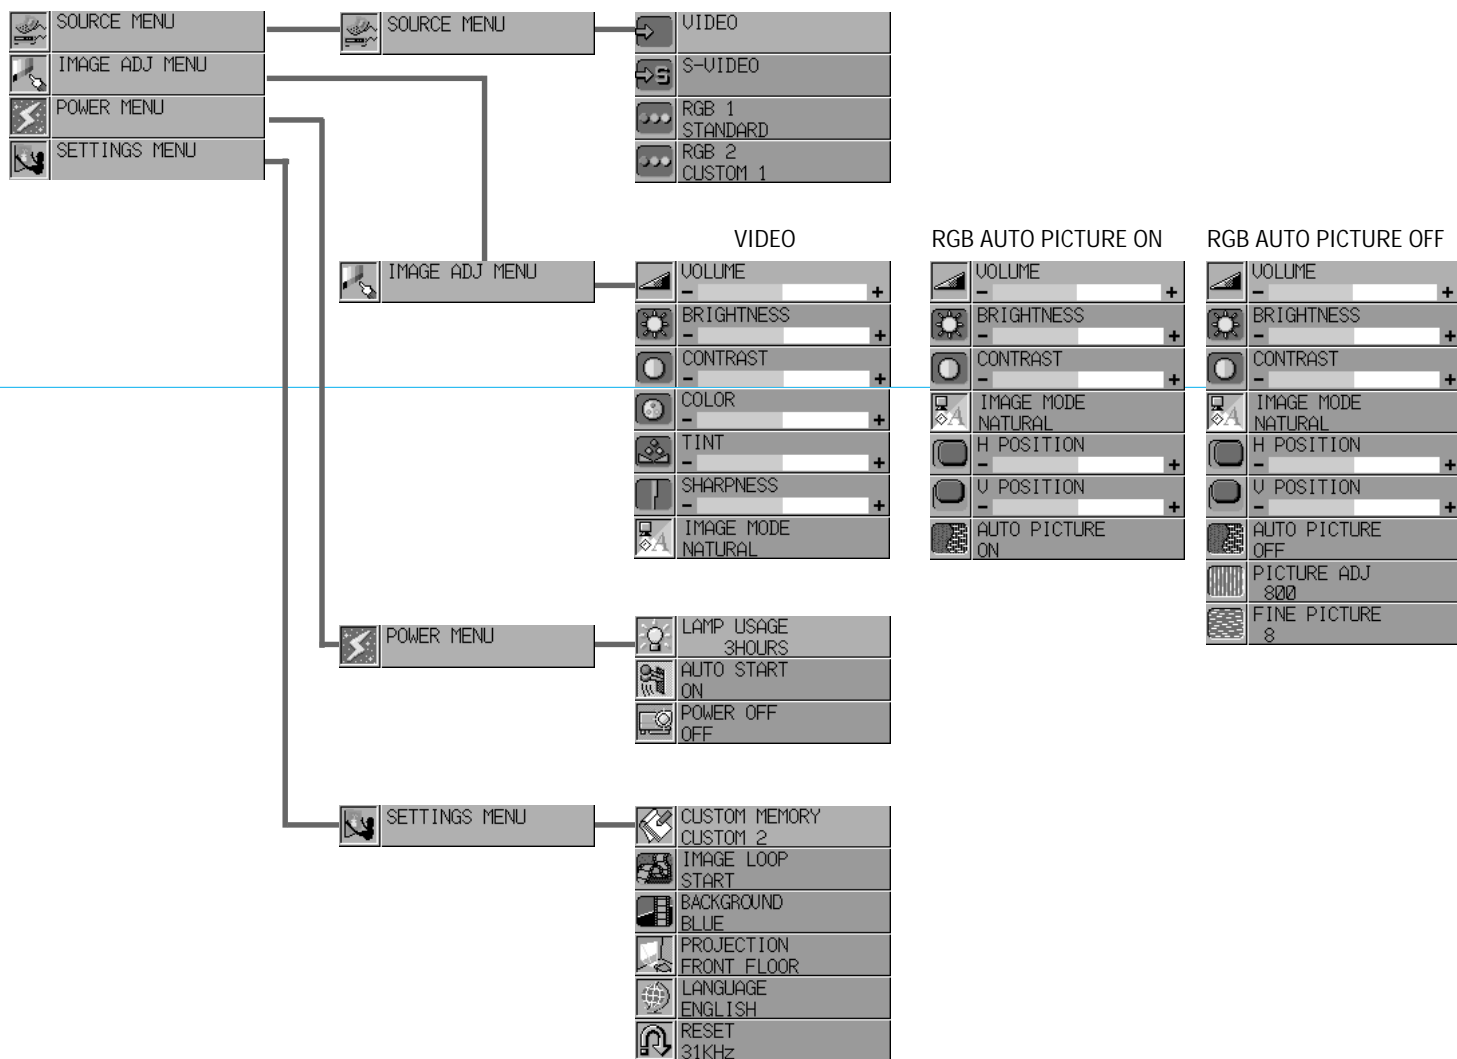 SOURCE MENU
IMAGE ADJ MENU
POWER MENU
SETTINGS MENU
SOURCE MENU
VIDEO
S-VIDEO
RGB 1
STANDARD
RGB 2
CUSTOM 1
IMAGE ADJ MENU
VIDEO
VOLUME
- +
BRIGHTNESS
- +
CONTRAST
- +
COLOR
- +
TINT
- +
SHARPNESS
- +
IMAGE MODE
NATURAL
RGB AUTO PICTURE ON
VOLUME
- +
BRIGHTNESS
- +
CONTRAST
- +
IMAGE MODE
NATURAL
H POSITION
- +
V POSITION
- +
AUTO PICTURE
ON
RGB AUTO PICTURE OFF
VOLUME
- +
BRIGHTNESS
- +
CONTRAST
- +
IMAGE MODE
NATURAL
H POSITION
- +
V POSITION
- +
AUTO PICTURE
OFF
PICTURE ADJ
800
FINE PICTURE
8
POWER MENU
LAMP USAGE
3HOURS
AUTO START
ON
POWER OFF
OFF
SETTINGS MENU
CUSTOM MEMORY
CUSTOM 2
IMAGE LOOP
START
BACKGROUND
BLUE
PROJECTION
FRONT FLOOR
LANGUAGE
ENGLISH
RESET
31KHz